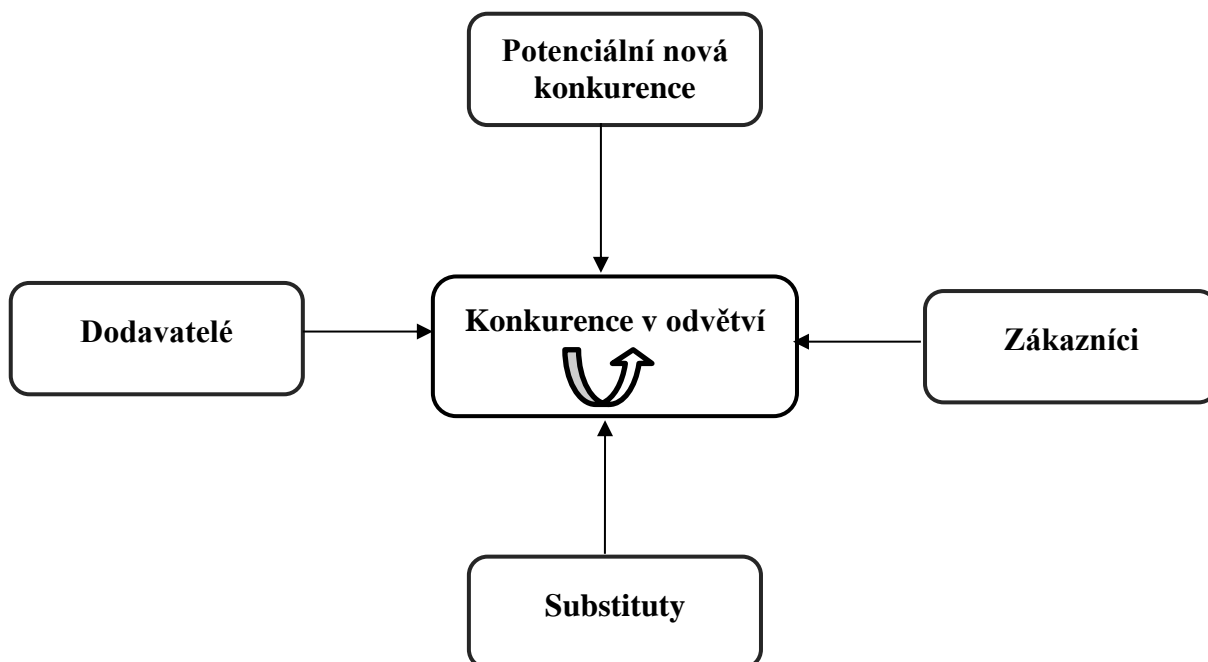 Potenciální nová
konkurence
Dodavatelé
Konkurence v odvětví
Zákazníci
Substituty